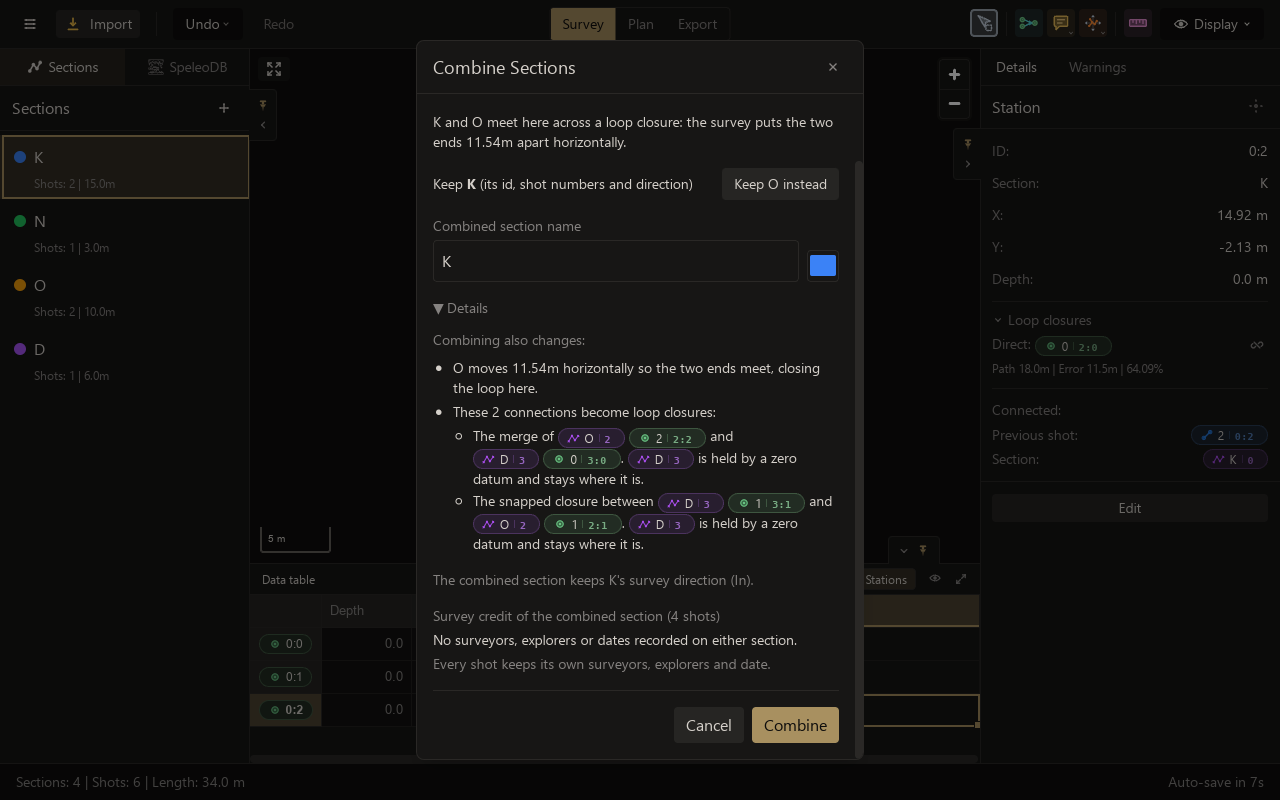 Import
Undo
Redo
Survey
Plan
Export
Display
Sections
SpeleoDB
Sections
K
Shots: 2 | 15.0m
N
Shots: 1 | 3.0m
O
Shots: 2 | 10.0m
D
Shots: 1 | 6.0m
5 m
Data table
Stations
Depth
0:0
0.0
0:1
0.0
0:2
0.0
Combine Sections
K and O meet here across a loop closure: the survey puts the two
ends 11.54m apart horizontally.
Keep K (its id, shot numbers and direction)
Keep O instead
Combined section name
K
▼ Details
Combining also changes:
• O moves 11.54m horizontally so the two ends meet, closing
the loop here.
• These 2 connections become loop closures:
The merge of O | 2 2 | 2:2 and
D | 3 0 | 3:0. D | 3 is held by a zero
datum and stays where it is.
The snapped closure between D | 3 1 | 3:1 and
O | 2 1 | 2:1. D | 3 is held by a zero
datum and stays where it is.
The combined section keeps K's survey direction (In).
Survey credit of the combined section (4 shots)
No surveyors, explorers or dates recorded on either section.
Every shot keeps its own surveyors, explorers and date.
Cancel
Combine
Details
Warnings
Station
ID: 0:2
Section: K
X: 14.92 m
Y: -2.13 m
Depth: 0.0 m
Loop closures
Direct: 0 | 2:0
Path 18.0m | Error 11.5m | 64.09%
Connected:
Previous shot: 2 | 0:2
Section: K | 0
Edit
Sections: 4 | Shots: 6 | Length: 34.0 m
Auto-save in 7s